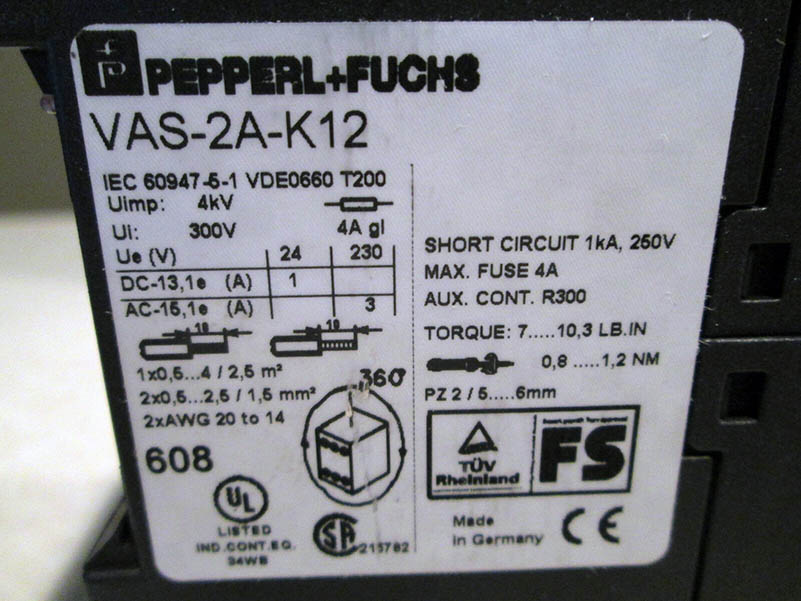 PEPPERL+FUCHS
VAS-2A-K12
IEC 60947-5-1 VDE0660 T200
Uimp: 4kV
Ui: 300V 4A gl
Ue (V) 24 230
DC-13,1e (A) 1
AC-15,1e (A) 3
10 10
1x0,5...4 / 2,5 m²
2x0,5...2,5 / 1,5 mm²
2xAWG 20 to 14
360°
608
UL
LISTED
IND.CONT.EQ.
94WB
SA
215782
SHORT CIRCUIT 1kA, 250V
MAX. FUSE 4A
AUX. CONT. R300
TORQUE: 7.....10,3 LB.IN
0,8 .....1,2 NM
PZ 2 / 5.....6mm
TÜV
Rheinland
FS
Made
in Germany
CE